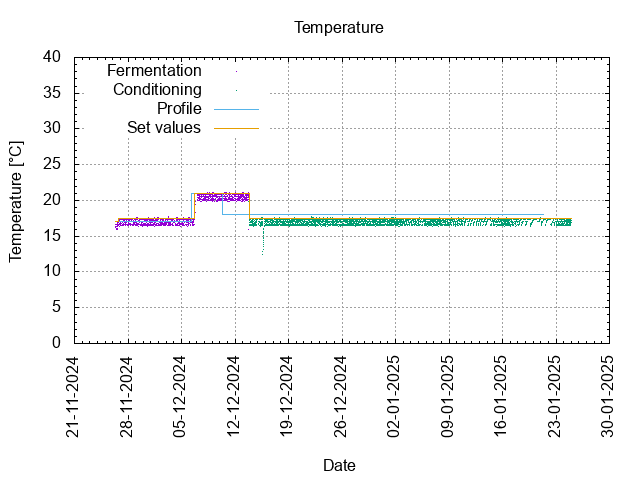 Temperature
40
35
30
25
20
15
10
5
0
Temperature [°C]
Fermentation
Conditioning
Profile
Set values
21-11-2024
28-11-2024
05-12-2024
12-12-2024
19-12-2024
26-12-2024
02-01-2025
09-01-2025
16-01-2025
23-01-2025
30-01-2025
Date